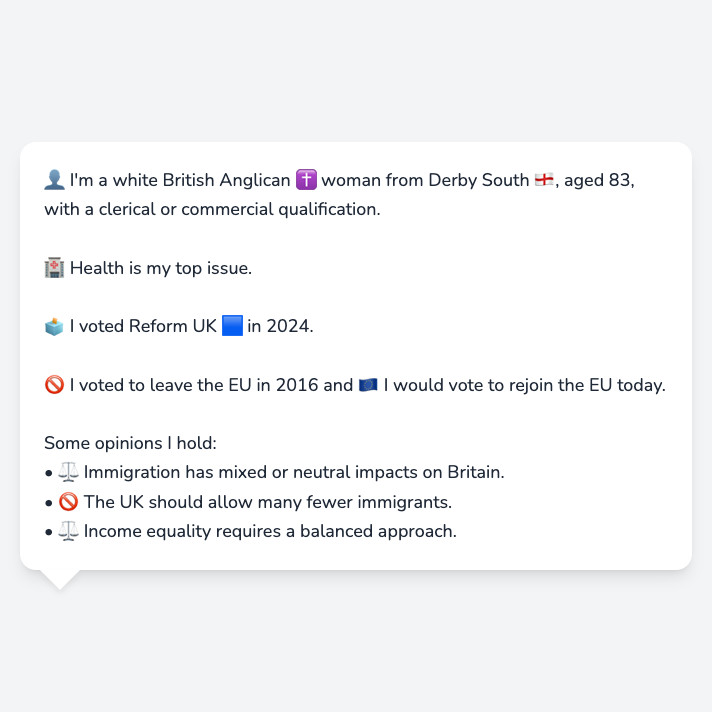 👤 I'm a white British Anglican ✝️ woman from Derby South 🏴󠁧󠁢󠁥󠁮󠁧󠁿, aged 83,
with a clerical or commercial qualification.
🏥 Health is my top issue.
🗳️ I voted Reform UK 🟦 in 2024.
🚫 I voted to leave the EU in 2016 and 🇪🇺 I would vote to rejoin the EU today.
Some opinions I hold:
• ⚖️ Immigration has mixed or neutral impacts on Britain.
• 🚫 The UK should allow many fewer immigrants.
• ⚖️ Income equality requires a balanced approach.